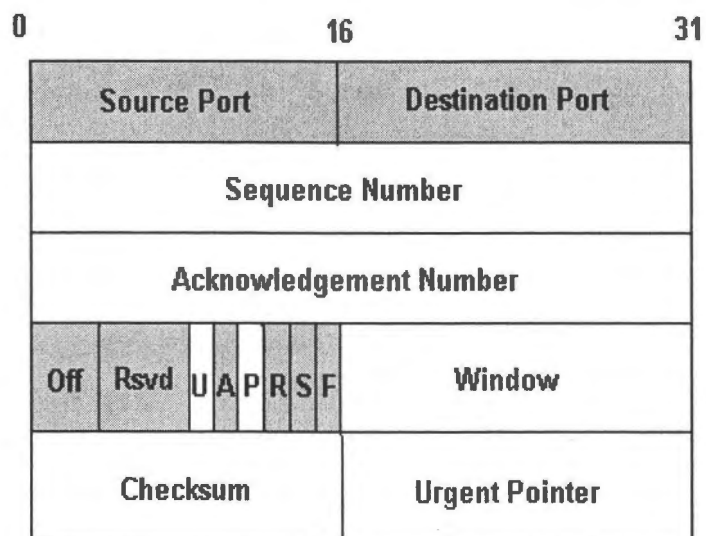 0 16 31
Source Port Destination Port
Sequence Number
Acknowledgement Number
Off Rsvd U A P R S F Window
Checksum Urgent Pointer